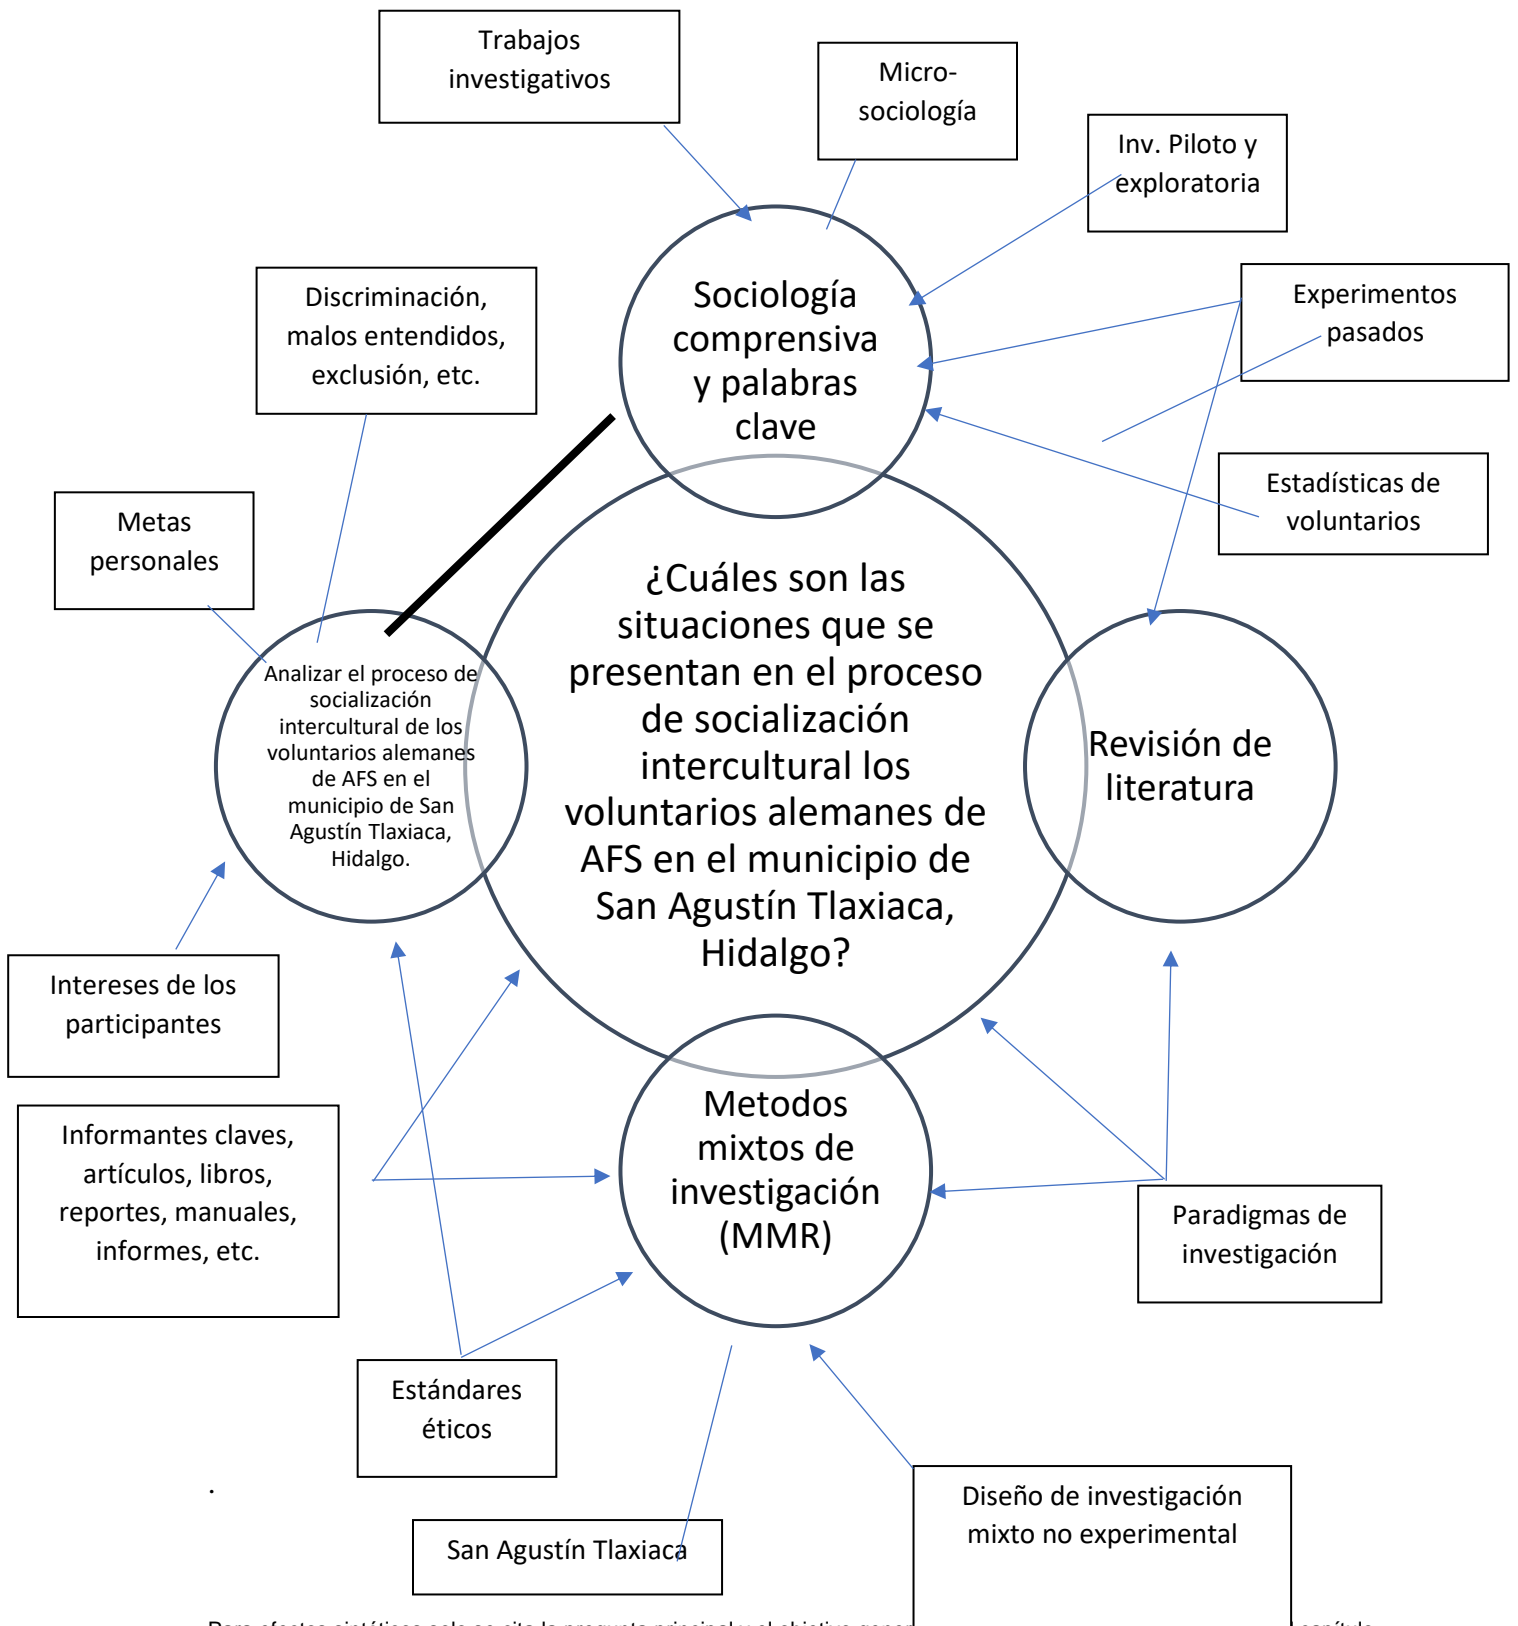 Trabajos
investigativos
Micro-
sociología
Inv. Piloto y
exploratoria
Experimentos
pasados
Discriminación,
malos entendidos,
exclusión, etc.
Sociología
comprensiva
y palabras
clave
Estadísticas de
voluntarios
Metas
personales
¿Cuáles son las
situaciones que se
presentan en el proceso
de socialización
intercultural los
voluntarios alemanes de
AFS en el municipio de
San Agustín Tlaxiaca,
Hidalgo?
Analizar el proceso de
socialización
intercultural de los
voluntarios alemanes
de AFS en el
municipio de San
Agustín Tlaxiaca,
Hidalgo.
Revisión de
literatura
Intereses de los
participantes
Informantes claves,
artículos, libros,
reportes, manuales,
informes, etc.
Metodos
mixtos de
investigación
(MMR)
Paradigmas de
investigación
Estándares
éticos
.
San Agustín Tlaxiaca
Diseño de investigación
mixto no experimental